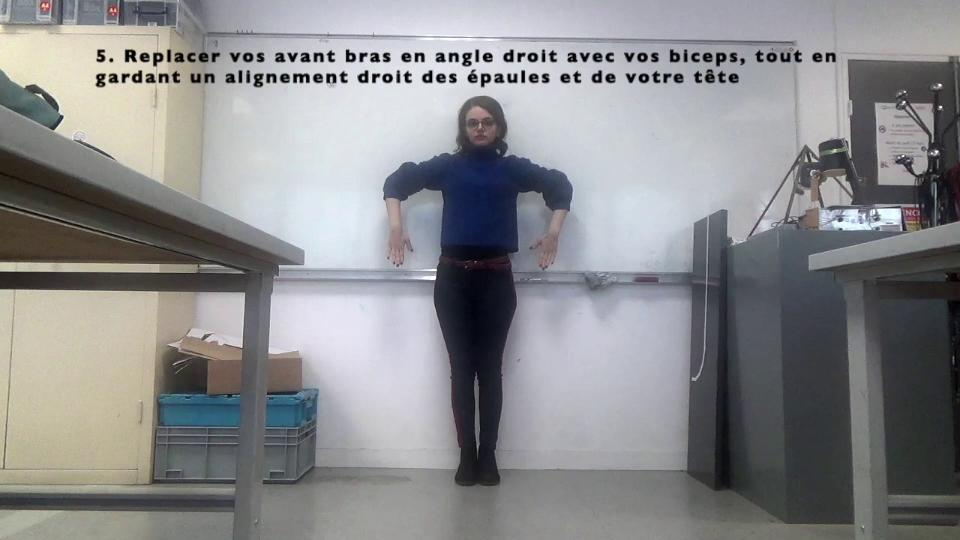 5. Replacer vos avant bras en angle droit avec vos biceps, tout en
gardant un alignement droit des épaules et de votre tête